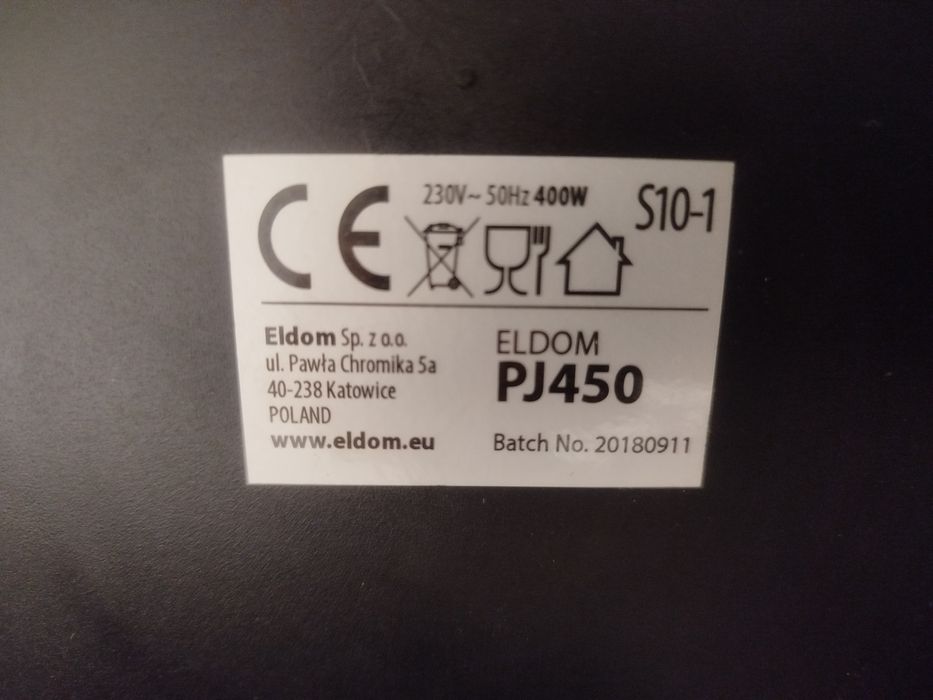 CE
230V~ 50Hz 400W
S10-1
Eldom Sp. z o.o.
ul. Pawła Chromika 5a
40-238 Katowice
POLAND
www.eldom.eu
ELDOM
PJ450
Batch No. 20180911